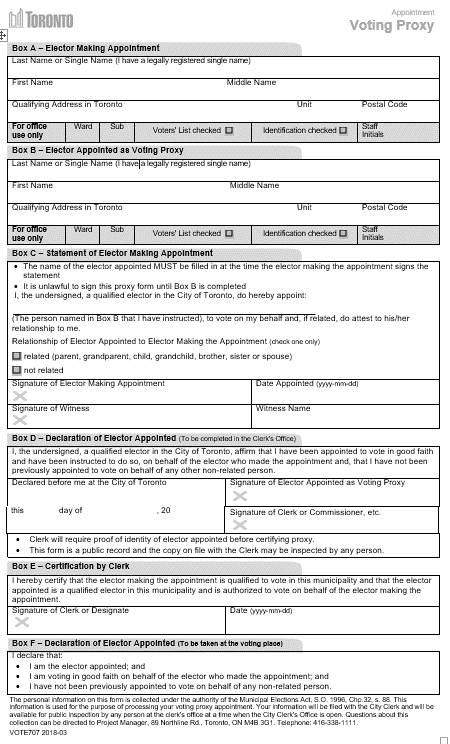 TORONTO
Appointment
Voting Proxy
Box A – Elector Making Appointment
Last Name or Single Name (I have a legally registered single name)
First Name Middle Name
Qualifying Address in Toronto Unit Postal Code
For office use only Ward Sub Voters' List checked Identification checked Staff Initials
Box B – Elector Appointed as Voting Proxy
Last Name or Single Name (I have a legally registered single name)
First Name Middle Name
Qualifying Address in Toronto Unit Postal Code
For office use only Ward Sub Voters' List checked Identification checked Staff Initials
Box C – Statement of Elector Making Appointment
• The name of the elector appointed MUST be filled in at the time the elector making the appointment signs the
statement
• It is unlawful to sign this proxy form until Box B is completed
I, the undersigned, a qualified elector in the City of Toronto, do hereby appoint:
(The person named in Box B that I have instructed), to vote on my behalf and, if related, do attest to his/her
relationship to me.
Relationship of Elector Appointed to Elector Making the Appointment (check one only)
related (parent, grandparent, child, grandchild, brother, sister or spouse)
not related
Signature of Elector Making Appointment Date Appointed (yyyy-mm-dd)
Signature of Witness Witness Name
Box D – Declaration of Elector Appointed (To be completed in the Clerk's Office)
I, the undersigned, a qualified elector in the City of Toronto, affirm that I have been appointed to vote in good faith
and have been instructed to do so, on behalf of the elector who made the appointment and, that I have not been
previously appointed to vote on behalf of any other non-related person.
Declared before me at the City of Toronto Signature of Elector Appointed as Voting Proxy
this day of , 20 Signature of Clerk or Commissioner, etc.
• Clerk will require proof of identity of elector appointed before certifying proxy.
• This form is a public record and the copy on file with the Clerk may be inspected by any person.
Box E – Certification by Clerk
I hereby certify that the elector making the appointment is qualified to vote in this municipality and that the elector
appointed is a qualified elector in this municipality and is authorized to vote on behalf of the elector making the
appointment.
Signature of Clerk or Designate Date (yyyy-mm-dd)
Box F – Declaration of Elector Appointed (To be taken at the voting place)
I declare that:
• I am the elector appointed; and
• I am voting in good faith on behalf of the elector who made the appointment; and
• I have not been previously appointed to vote on behalf of any non-related person.
The personal information on this form is collected under the authority of the Municipal Elections Act, S.O. 1996, Chp.32, s. 88. This
information is used for the purpose of processing your voting proxy appointment. Your information will be filed with the City Clerk and will be
available for public inspection by any person at the clerk's office at a time when the City Clerk's Office is open. Questions about this
collection can be directed to Project Manager, 89 Northline Rd., Toronto, ON M4B 3G1. Telephone: 416-338-1111.
VOTE707 2018-03